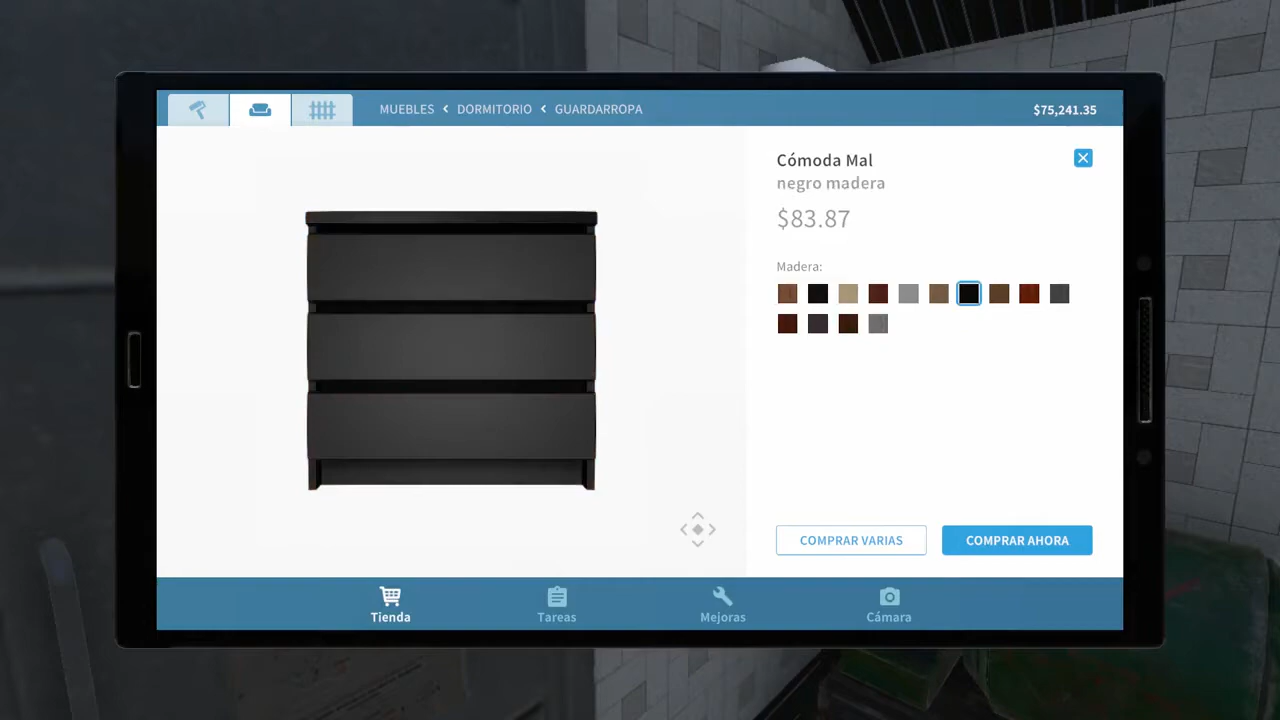 MUEBLES < DORMITORIO < GUARDARROPA
$75,241.35
Cómoda Mal
negro madera
$83.87
Madera:
COMPRAR VARIAS
COMPRAR AHORA
Tienda
Tareas
Mejoras
Cámara